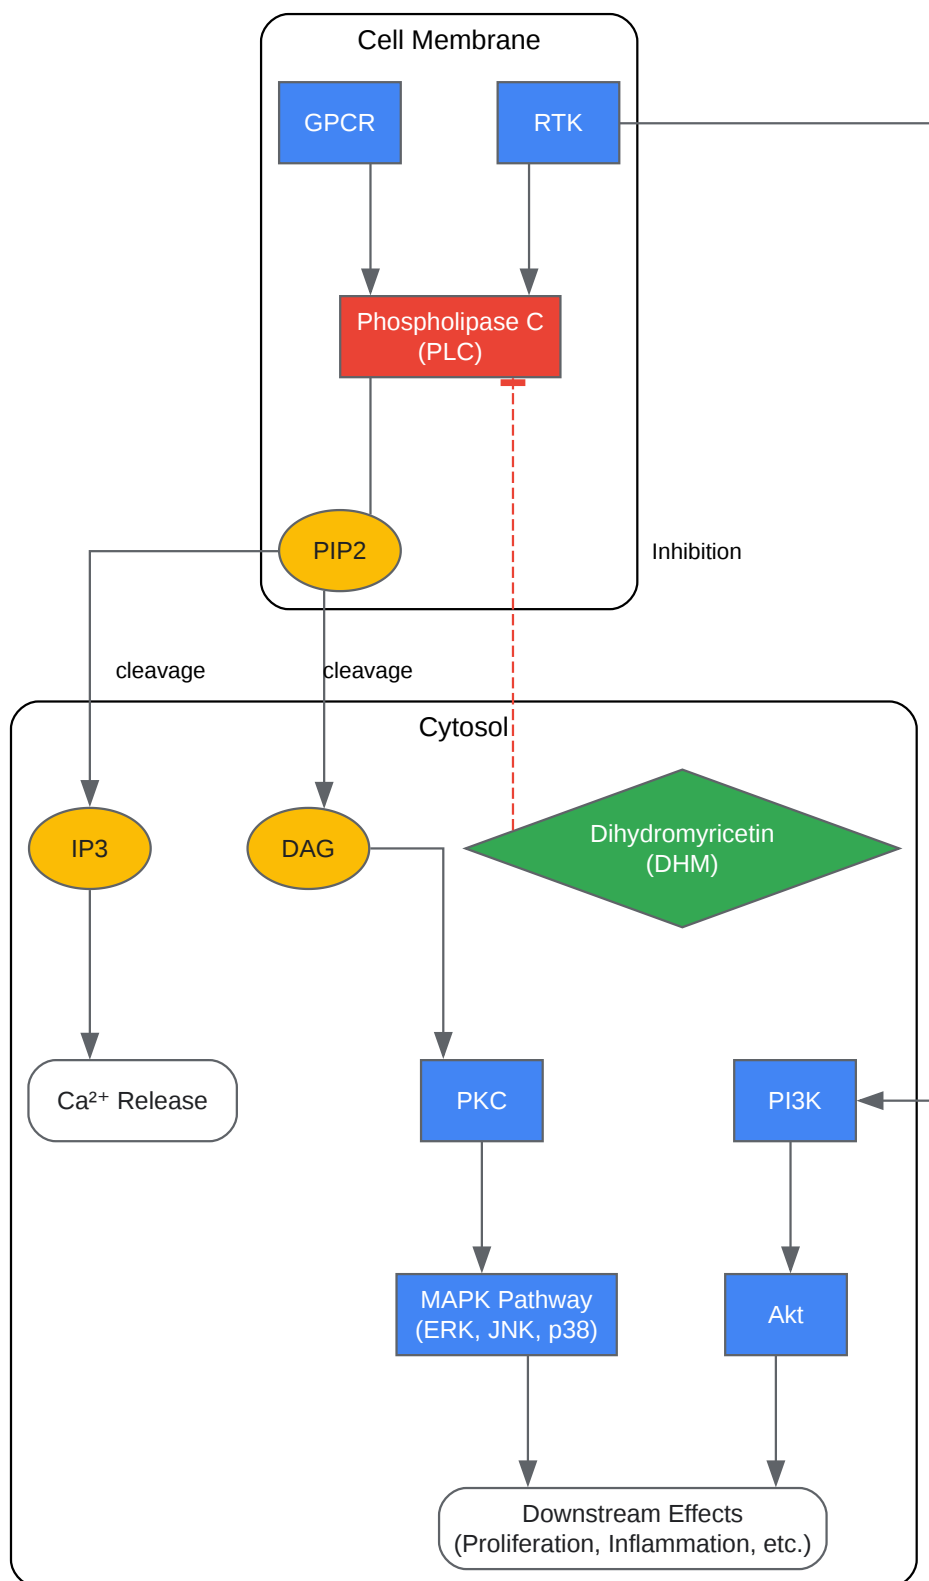 Cell Membrane
GPCR
RTK
Phospholipase C
(PLC)
PIP2
Inhibition
cleavage
cleavage
Cytosol
IP3
DAG
Dihydromyricetin
(DHM)
Ca²⁺ Release
PKC
PI3K
MAPK Pathway
(ERK, JNK, p38)
Akt
Downstream Effects
(Proliferation, Inflammation, etc.)